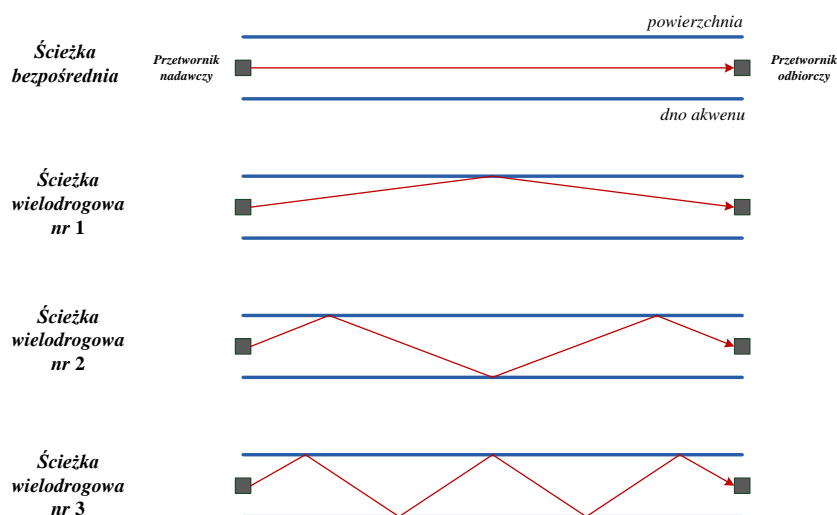 powierzchnia
Ścieżka
bezpośrednia
Przetwornik
nadawczy
Przetwornik
odbiorczy
dno akwenu
Ścieżka
wielodrogowa
nr 1
Ścieżka
wielodrogowa
nr 2
Ścieżka
wielodrogowa
nr 3